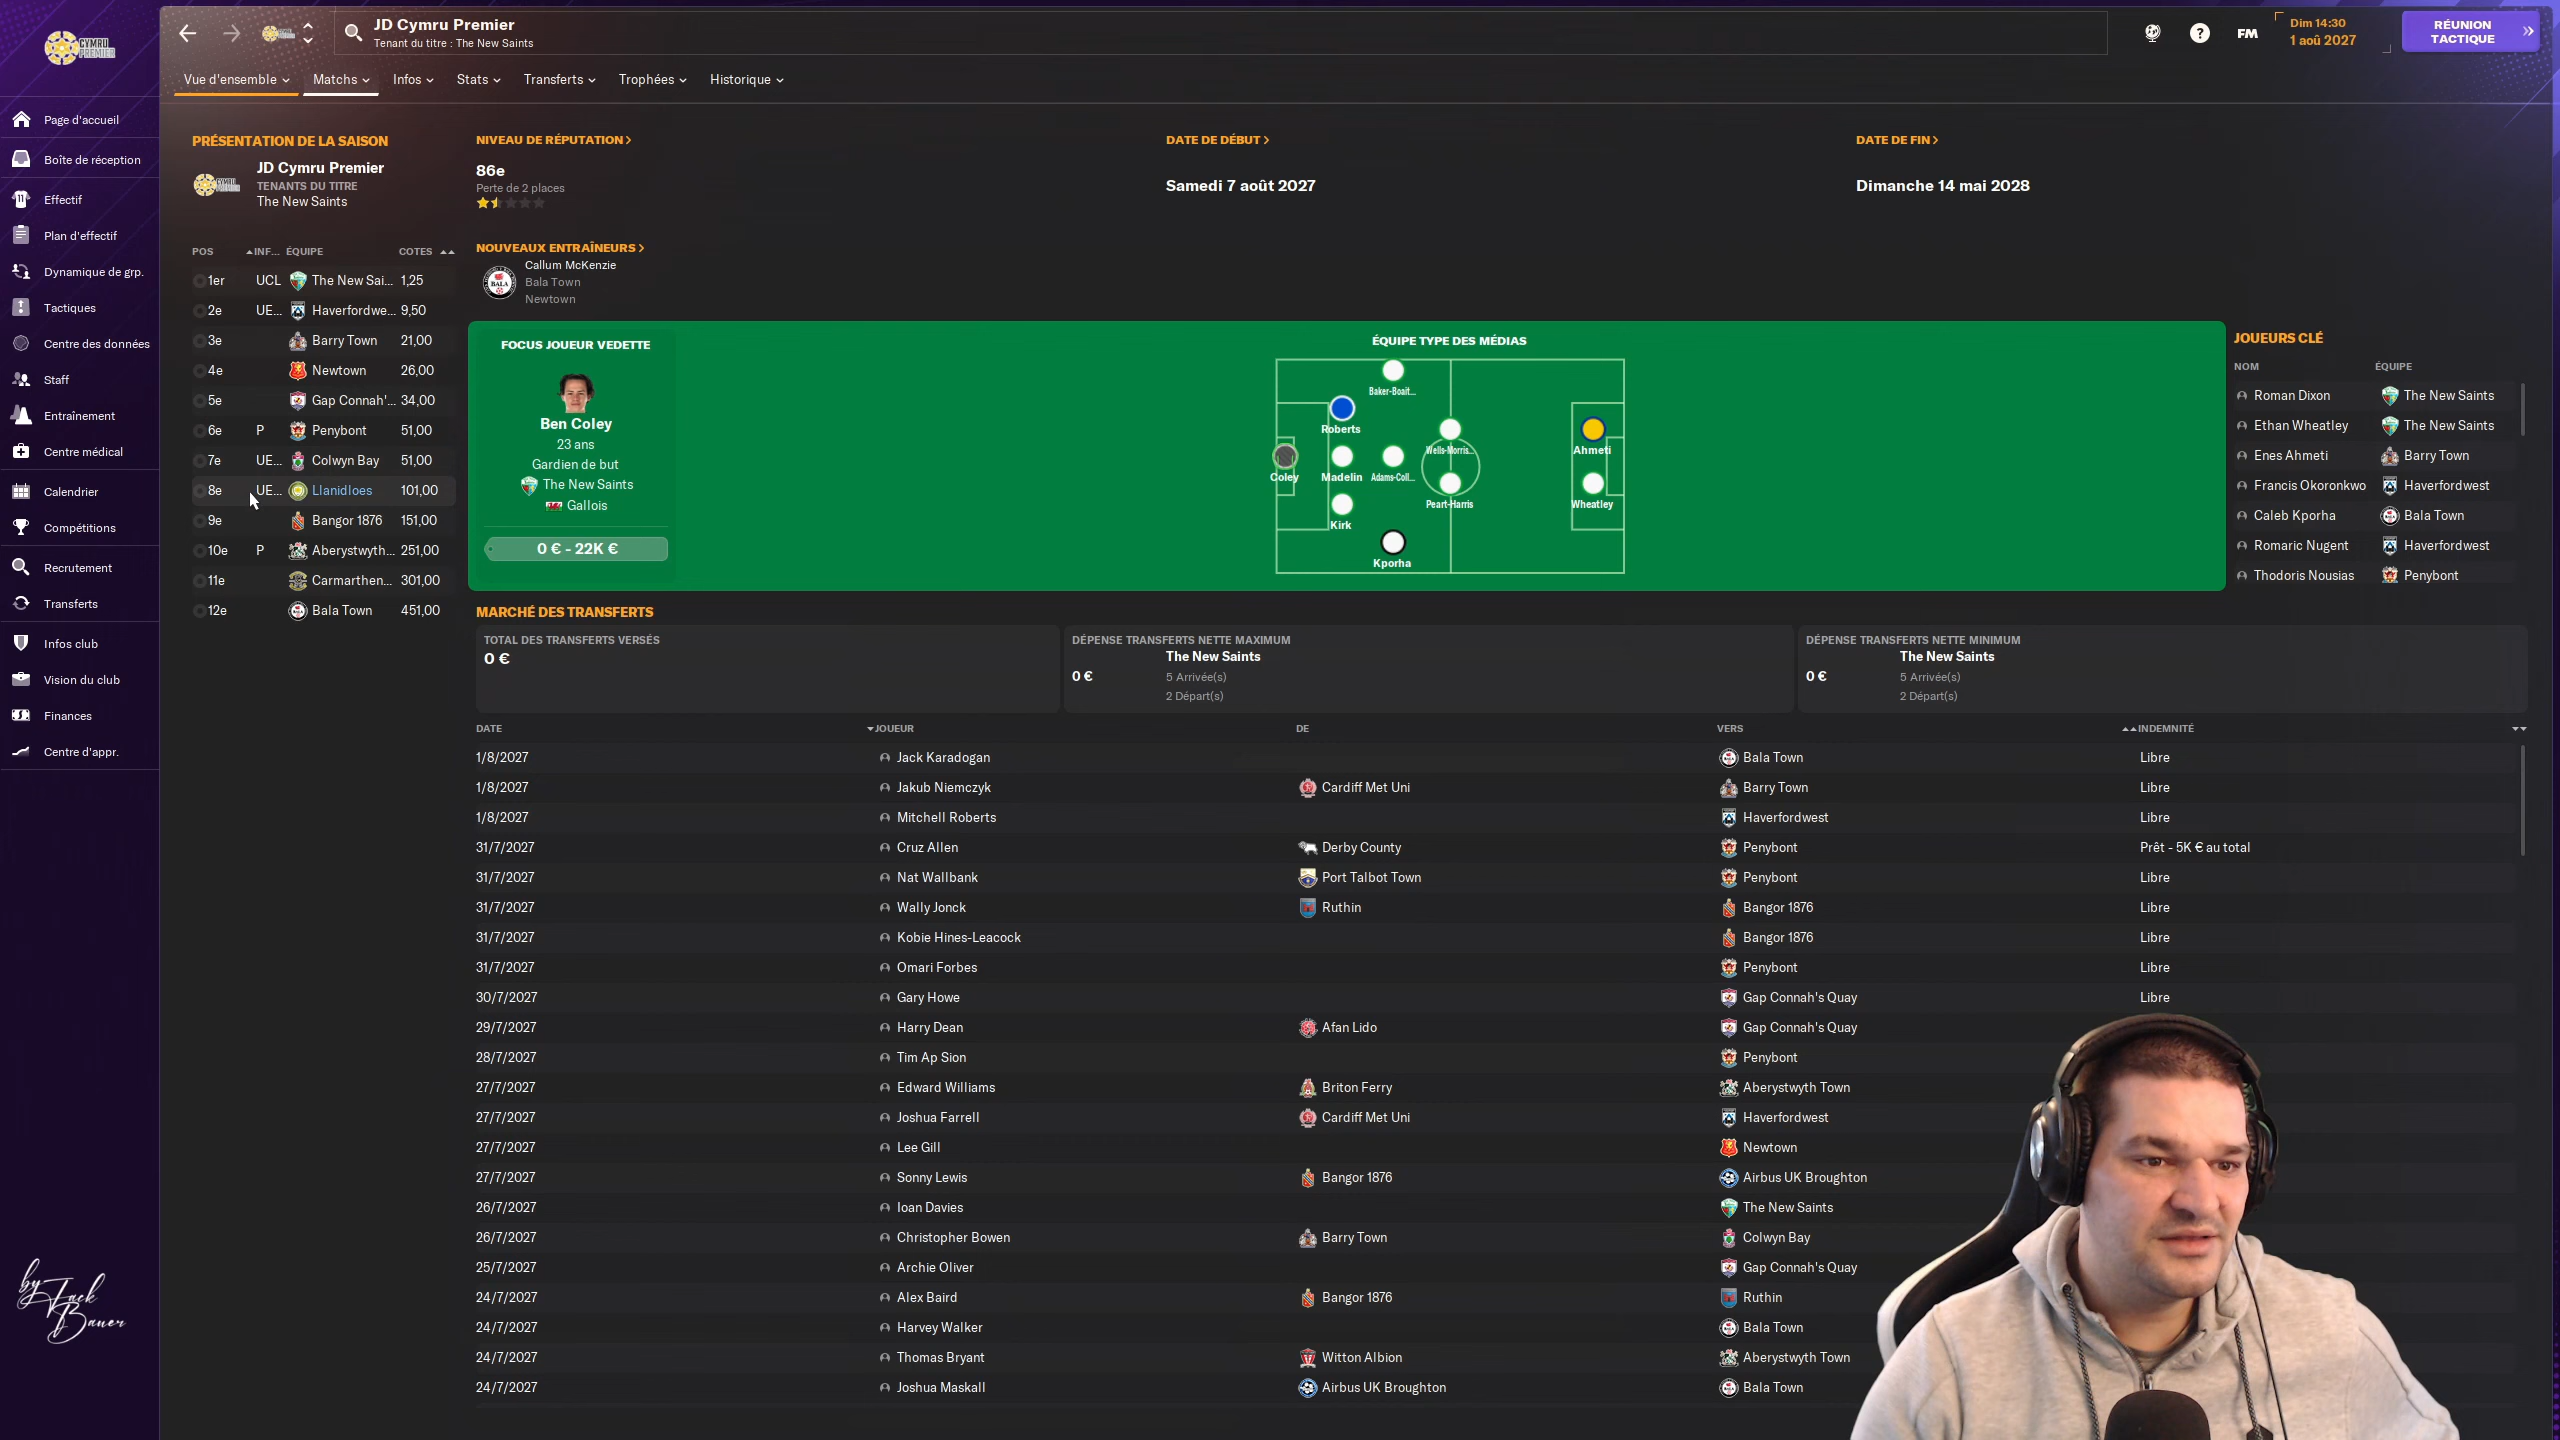 JD Cymru Premier
Tenant du titre : The New Saints
FM
Dim 14:30
1 aoû 2027
RÉUNION
TACTIQUE
CYMRU
PREMIER
Vue d'ensemble
Matchs
Infos
Stats
Transferts
Trophées
Historique
Page d'accueil
Boîte de réception
Effectif
Plan d'effectif
Dynamique de grp.
Tactiques
Centre des données
Staff
Entraînement
Centre médical
Calendrier
Compétitions
Recrutement
Transferts
Infos club
Vision du club
Finances
Centre d'appr.
by Jack
Bauer
PRÉSENTATION DE LA SAISON
JD Cymru Premier
TENANTS DU TITRE
The New Saints
POS INF... ÉQUIPE COTES
1er UCL The New Sai... 1,25
2e UE... Haverfordwe... 9,50
3e Barry Town 21,00
4e Newtown 26,00
5e Gap Connah'... 34,00
6e P Penybont 51,00
7e UE... Colwyn Bay 51,00
8e UE... Llanidloes 101,00
9e Bangor 1876 151,00
10e P Aberystwyth... 251,00
11e Carmarthen... 301,00
12e Bala Town 451,00
NIVEAU DE RÉPUTATION
86e
Perte de 2 places
DATE DE DÉBUT
Samedi 7 août 2027
DATE DE FIN
Dimanche 14 mai 2028
NOUVEAUX ENTRAÎNEURS
Callum McKenzie
Bala Town
Newtown
FOCUS JOUEUR VEDETTE
Ben Coley
23 ans
Gardien de but
The New Saints
Gallois
0 € - 22K €
ÉQUIPE TYPE DES MÉDIAS
Baker-Boait...
Roberts
Wells-Morris...
Ahmeti
Coley
Madelin
Adams-Coll...
Peart-Harris
Wheatley
Kirk
Kporha
JOUEURS CLÉ
NOM ÉQUIPE
Roman Dixon The New Saints
Ethan Wheatley The New Saints
Enes Ahmeti Barry Town
Francis Okoronkwo Haverfordwest
Caleb Kporha Bala Town
Romaric Nugent Haverfordwest
Thodoris Nousias Penybont
MARCHÉ DES TRANSFERTS
TOTAL DES TRANSFERTS VERSÉS
0 €
DÉPENSE TRANSFERTS NETTE MAXIMUM
The New Saints
0 €
5 Arrivée(s)
2 Départ(s)
DÉPENSE TRANSFERTS NETTE MINIMUM
The New Saints
0 €
5 Arrivée(s)
2 Départ(s)
DATE JOUEUR DE VERS INDEMNITÉ
1/8/2027 Jack Karadogan Bala Town Libre
1/8/2027 Jakub Niemczyk Cardiff Met Uni Barry Town Libre
1/8/2027 Mitchell Roberts Haverfordwest Libre
31/7/2027 Cruz Allen Derby County Penybont Prêt - 5K € au total
31/7/2027 Nat Wallbank Port Talbot Town Penybont Libre
31/7/2027 Wally Jonck Ruthin Bangor 1876 Libre
31/7/2027 Kobie Hines-Leacock Bangor 1876 Libre
31/7/2027 Omari Forbes Penybont Libre
30/7/2027 Gary Howe Gap Connah's Quay Libre
29/7/2027 Harry Dean Afan Lido Gap Connah's Quay
28/7/2027 Tim Ap Sion Penybont
27/7/2027 Edward Williams Briton Ferry Aberystwyth Town
27/7/2027 Joshua Farrell Cardiff Met Uni Haverfordwest
27/7/2027 Lee Gill Newtown
27/7/2027 Sonny Lewis Bangor 1876 Airbus UK Broughton
26/7/2027 Ioan Davies The New Saints
26/7/2027 Christopher Bowen Barry Town Colwyn Bay
25/7/2027 Archie Oliver Gap Connah's Quay
24/7/2027 Alex Baird Bangor 1876 Ruthin
24/7/2027 Harvey Walker Bala Town
24/7/2027 Thomas Bryant Witton Albion Aberystwyth Town
24/7/2027 Joshua Maskall Airbus UK Broughton Bala Town